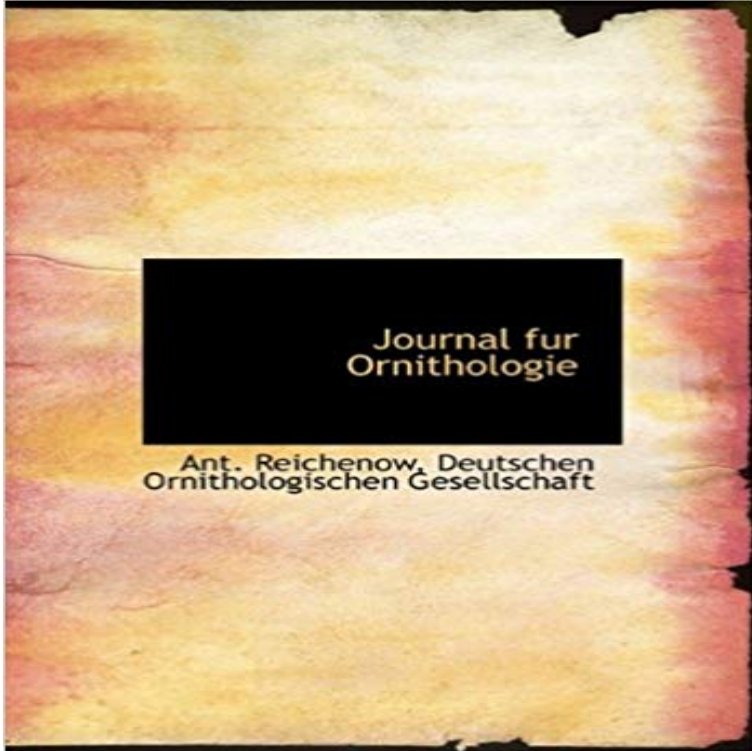 Journal fur
Ornithologie
Ant. Reichenow, Deutschen
Ornithologischen Gesellschaft